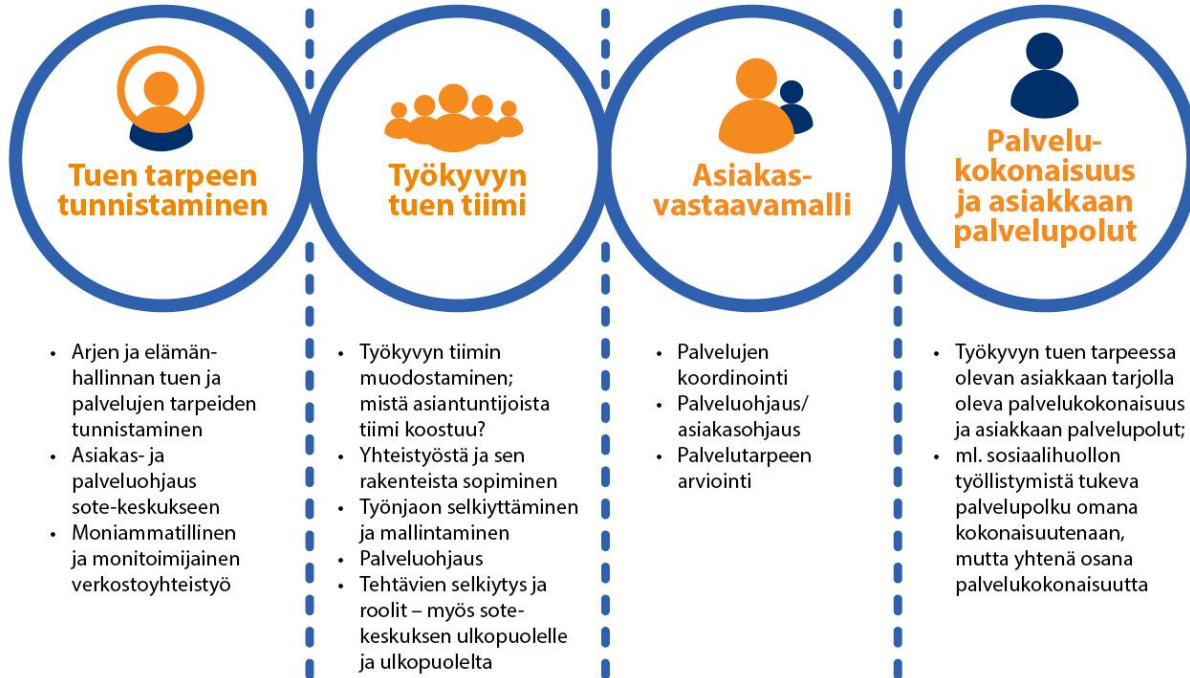 Tuen tarpeen
tunnistaminen
• Arjen ja elämän-
hallinnan tuen ja
palvelujen tarpeiden
tunnistaminen
• Asiakas- ja
palveluohjaus
sote-keskukseen
• Moniammatillinen
ja monitoimijainen
verkostoyhteistyö
Työkyvyn
tuen tiimi
• Työkyvyn tiimin
muodostaminen;
mistä asiantuntijoista
tiimi koostuu?
• Yhteistyöstä ja sen
rakenteista sopiminen
• Työnjaon selkiyttäminen
ja mallintaminen
• Palveluohjaus
• Tehtävien selkiytys ja
roolit – myös sote-
keskuksen ulkopuolelle
ja ulkopuolelta
Asiakas-
vastaavamalli
• Palvelujen
koordinointi
• Palveluohjaus/
asiakasohjaus
• Palvelutarpeen
arviointi
Palvelu-
kokonaisuus
ja asiakkaan
palvelupolut
• Työkyvyn tuen tarpeessa
olevan asiakkaan tarjolla
oleva palvelukokonaisuus
ja asiakkaan palvelupolut;
• ml. sosiaalihuollon
työllistymistä tukeva
palvelupolku omana
kokonaisuutenaan,
mutta yhtenä osana
palvelukokonaisuutta